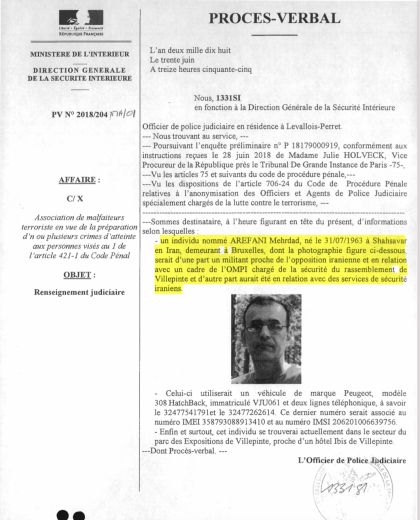 Liberté • Égalité • Fraternité
RÉPUBLIQUE FRANÇAISE
MINISTERE DE L'INTERIEUR
DIRECTION GENERALE
DE LA SECURITE INTERIEURE
PV N° 2018/204
AFFAIRE :
C/ X
Association de malfaiteurs
terroriste en vue de la préparation
d'n ou plusieurs crimes d'atteinte
aux personnes visés au 1 de
l'article 421-1 du Code Pénal
OBJET :
Renseignement judiciaire
PROCES-VERBAL
L'an deux mille dix huit
Le trente juin
A treize heures cinquante-cinq
Nous, 1331SI
en fonction à la Direction Générale de la Sécurité Intérieure
Officier de police judiciaire en résidence à Levallois-Perret.
--- Nous trouvant au service, ---
--- Poursuivant l'enquête préliminaire n° P 18179000919, conformément aux
instructions reçues le 28 juin 2018 de Madame Julie HOLVECK, Vice
Procureur de la République près le Tribunal De Grande Instance de Paris -75-.
---Vu les articles 75 et suivants du code de procédure pénale,---
---Vu les dispositions de l'article 706-24 du Code de Procédure Pénale
relatives à l'anonymisation des Officiers et Agents de Police Judiciaire
spécialement chargés de la lutte contre le terrorisme, ---
---Sommes destinataire, à l'heure figurant en tête du présent, d'informations
selon lesquelles :
- un individu nommé AREFANI Mehrdad, né le 31/07/1963 à Shahsavar
en Iran, demeurant à Bruxelles, dont la photographie figure ci-dessous,
serait d'une part un militant proche de l'opposition iranienne et en relation
avec un cadre de l'OMPI chargé de la sécurité du rassemblement de
Villepinte et d'autre part aurait été en relation avec des services de sécurité
iraniens.
- Celui-ci utiliserait un véhicule de marque Peugeot, modèle
308 HatchBack, immatriculé VJU061 et deux lignes téléphonique, à savoir
le 32477541791et le 32477262614. Ce dernier numéro serait associé au
numéro IMEI 358793088913410 et au numéro IMSI 206201006639756.
- Enfin et surtout, cet individu se trouverai actuellement dans le secteur du
parc des Expositions de Villepinte, proche d'un hôtel Ibis de Villepinte.
---Dont Procès-verbal. ---
L'Officier de Police Judiciaire